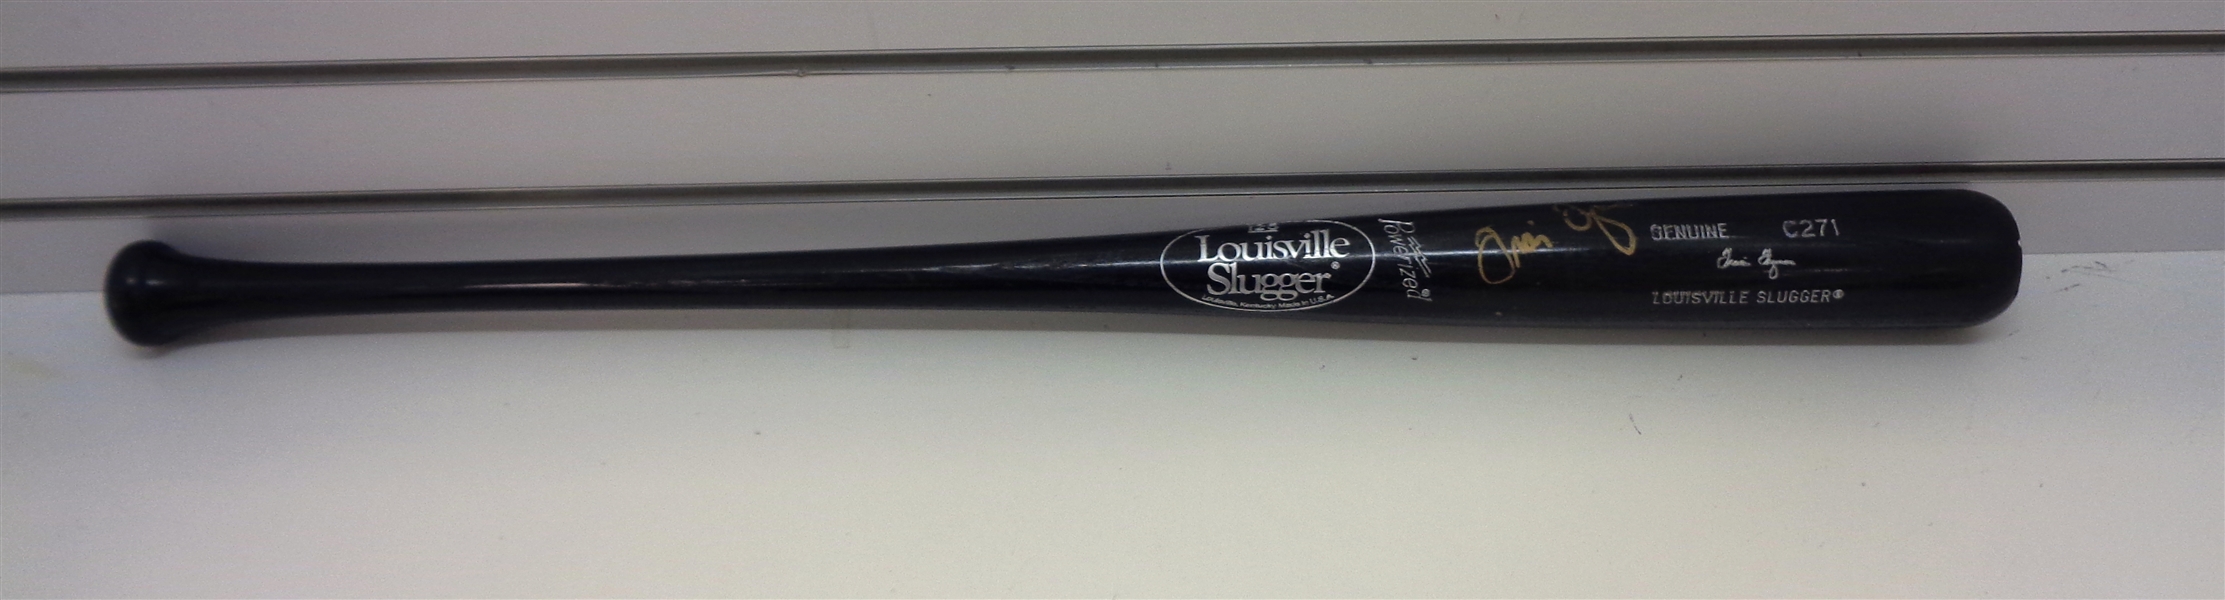 Louisville
Slugger®
Louisville, Kentucky Made in U.S.A.
Powerized®
GENUINE C271
LOUISVILLE SLUGGER®